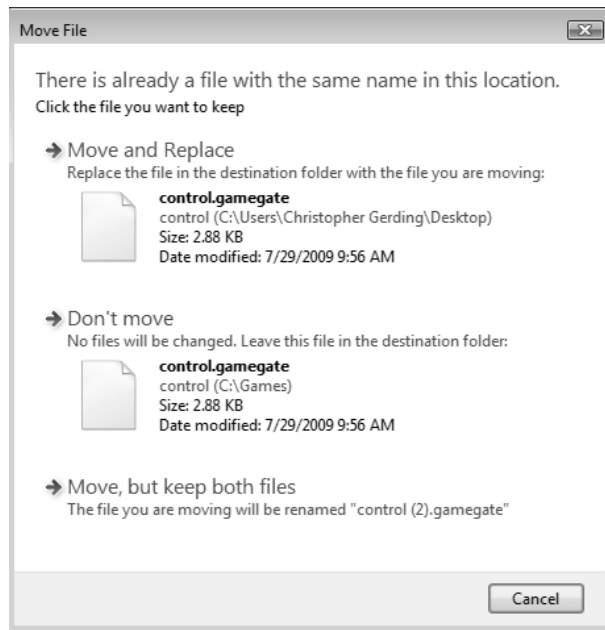 Move File
There is already a file with the same name in this location.
Click the file you want to keep
Move and Replace
Replace the file in the destination folder with the file you are moving:
control.gamegate
control (C:\Users\Christopher Gerding\Desktop)
Size: 2.88 KB
Date modified: 7/29/2009 9:56 AM
Don't move
No files will be changed. Leave this file in the destination folder:
control.gamegate
control (C:\Games)
Size: 2.88 KB
Date modified: 7/29/2009 9:56 AM
Move, but keep both files
The file you are moving will be renamed "control (2).gamegate"
Cancel